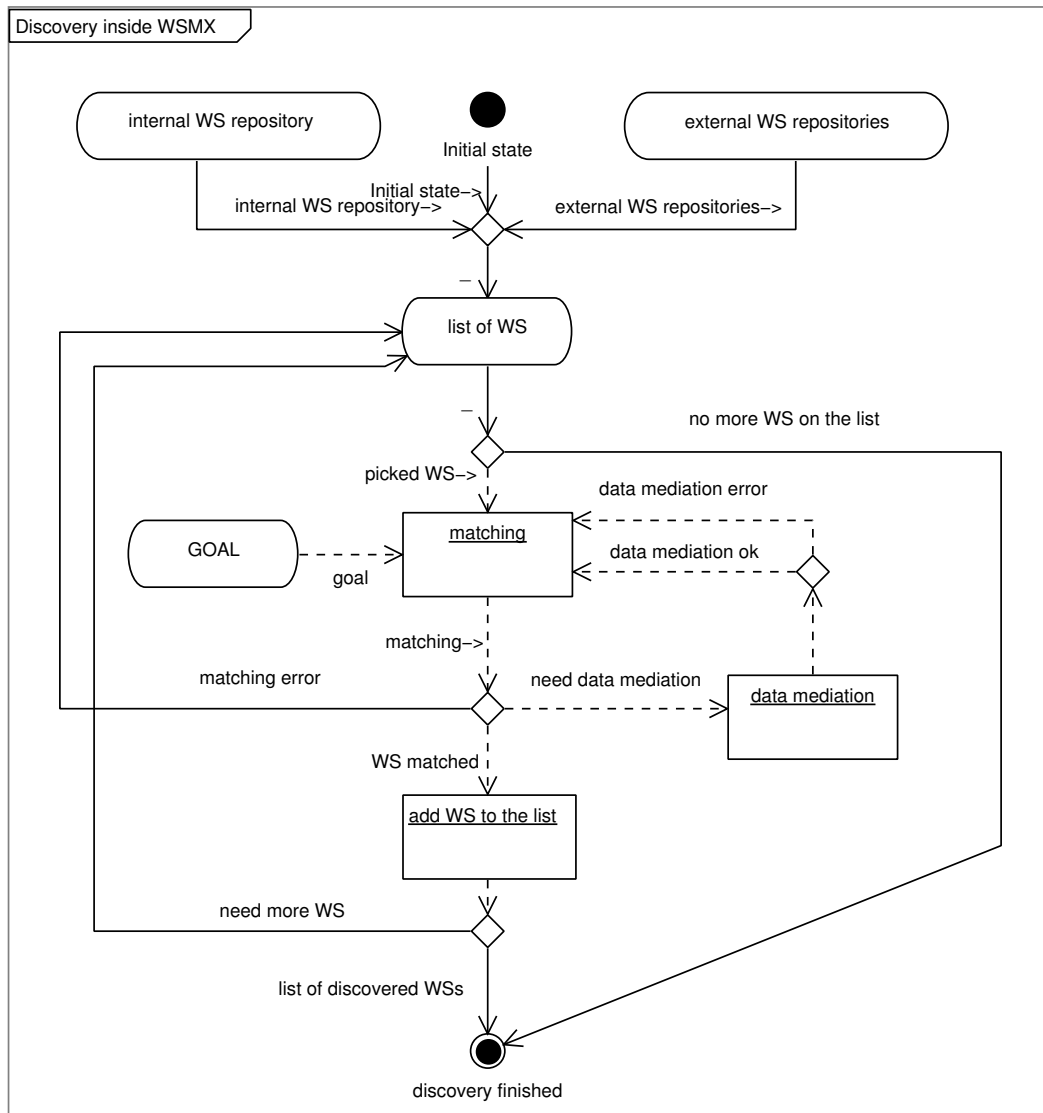 Discovery inside WSMX
internal WS repository
external WS repositories
Initial state
Initial state−>
internal WS repository−>
external WS repositories−>
−
list of WS
−
no more WS on the list
picked WS−>
data mediation error
matching
data mediation ok
GOAL
goal
matching−>
matching error
need data mediation
data mediation
WS matched
add WS to the list
need more WS
list of discovered WSs
discovery finished